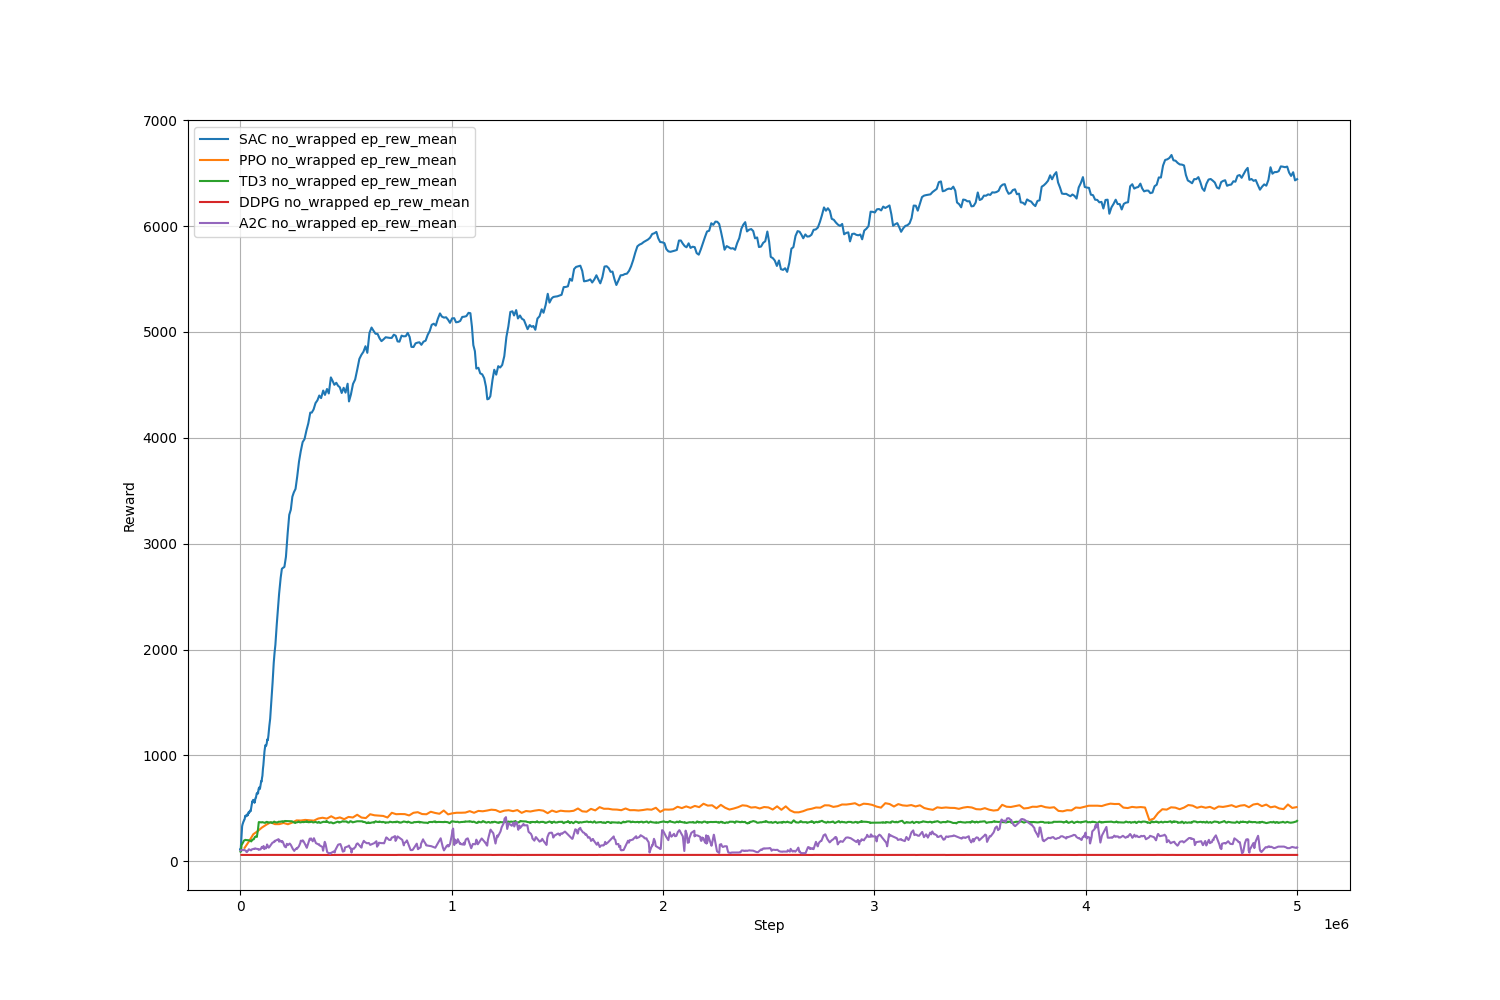 7000
6000
5000
4000
3000
2000
1000
0
Reward
SAC no_wrapped ep_rew_mean
PPO no_wrapped ep_rew_mean
TD3 no_wrapped ep_rew_mean
DDPG no_wrapped ep_rew_mean
A2C no_wrapped ep_rew_mean
0 1 2 3 4 5
Step
1e6